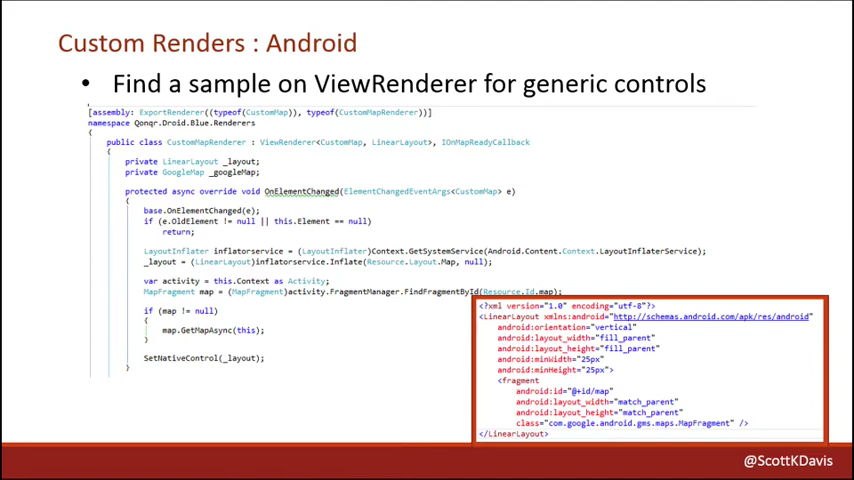 Custom Renders : Android
• Find a sample on ViewRenderer for generic controls
[assembly: ExportRenderer((typeof(CustomMap)), typeof(CustomMapRenderer))]
namespace Qonqr.Droid.Blue.Renderers
{
public class CustomMapRenderer : ViewRenderer<CustomMap, LinearLayout>, IOnMapReadyCallback
{
private LinearLayout _layout;
private GoogleMap _googleMap;
protected async override void OnElementChanged(ElementChangedEventArgs<CustomMap> e)
{
base.OnElementChanged(e);
if (e.OldElement != null || this.Element == null)
return;
LayoutInflater inflatorservice = (LayoutInflater)Context.GetSystemService(Android.Content.Context.LayoutInflaterService);
_layout = (LinearLayout)inflatorservice.Inflate(Resource.Layout.Map, null);
var activity = this.Context as Activity;
MapFragment map = (MapFragment)activity.FragmentManager.FindFragmentById(Resource.Id.map);
if (map != null)
{
map.GetMapAsync(this);
}
SetNativeControl(_layout);
}
<?xml version="1.0" encoding="utf-8"?>
<LinearLayout xmlns:android="http://schemas.android.com/apk/res/android"
android:orientation="vertical"
android:layout_width="fill_parent"
android:layout_height="fill_parent"
android:minWidth="25px"
android:minHeight="25px">
<fragment
android:id="@+id/map"
android:layout_width="match_parent"
android:layout_height="match_parent"
class="com.google.android.gms.maps.MapFragment" />
</LinearLayout>
@ScottKDavis